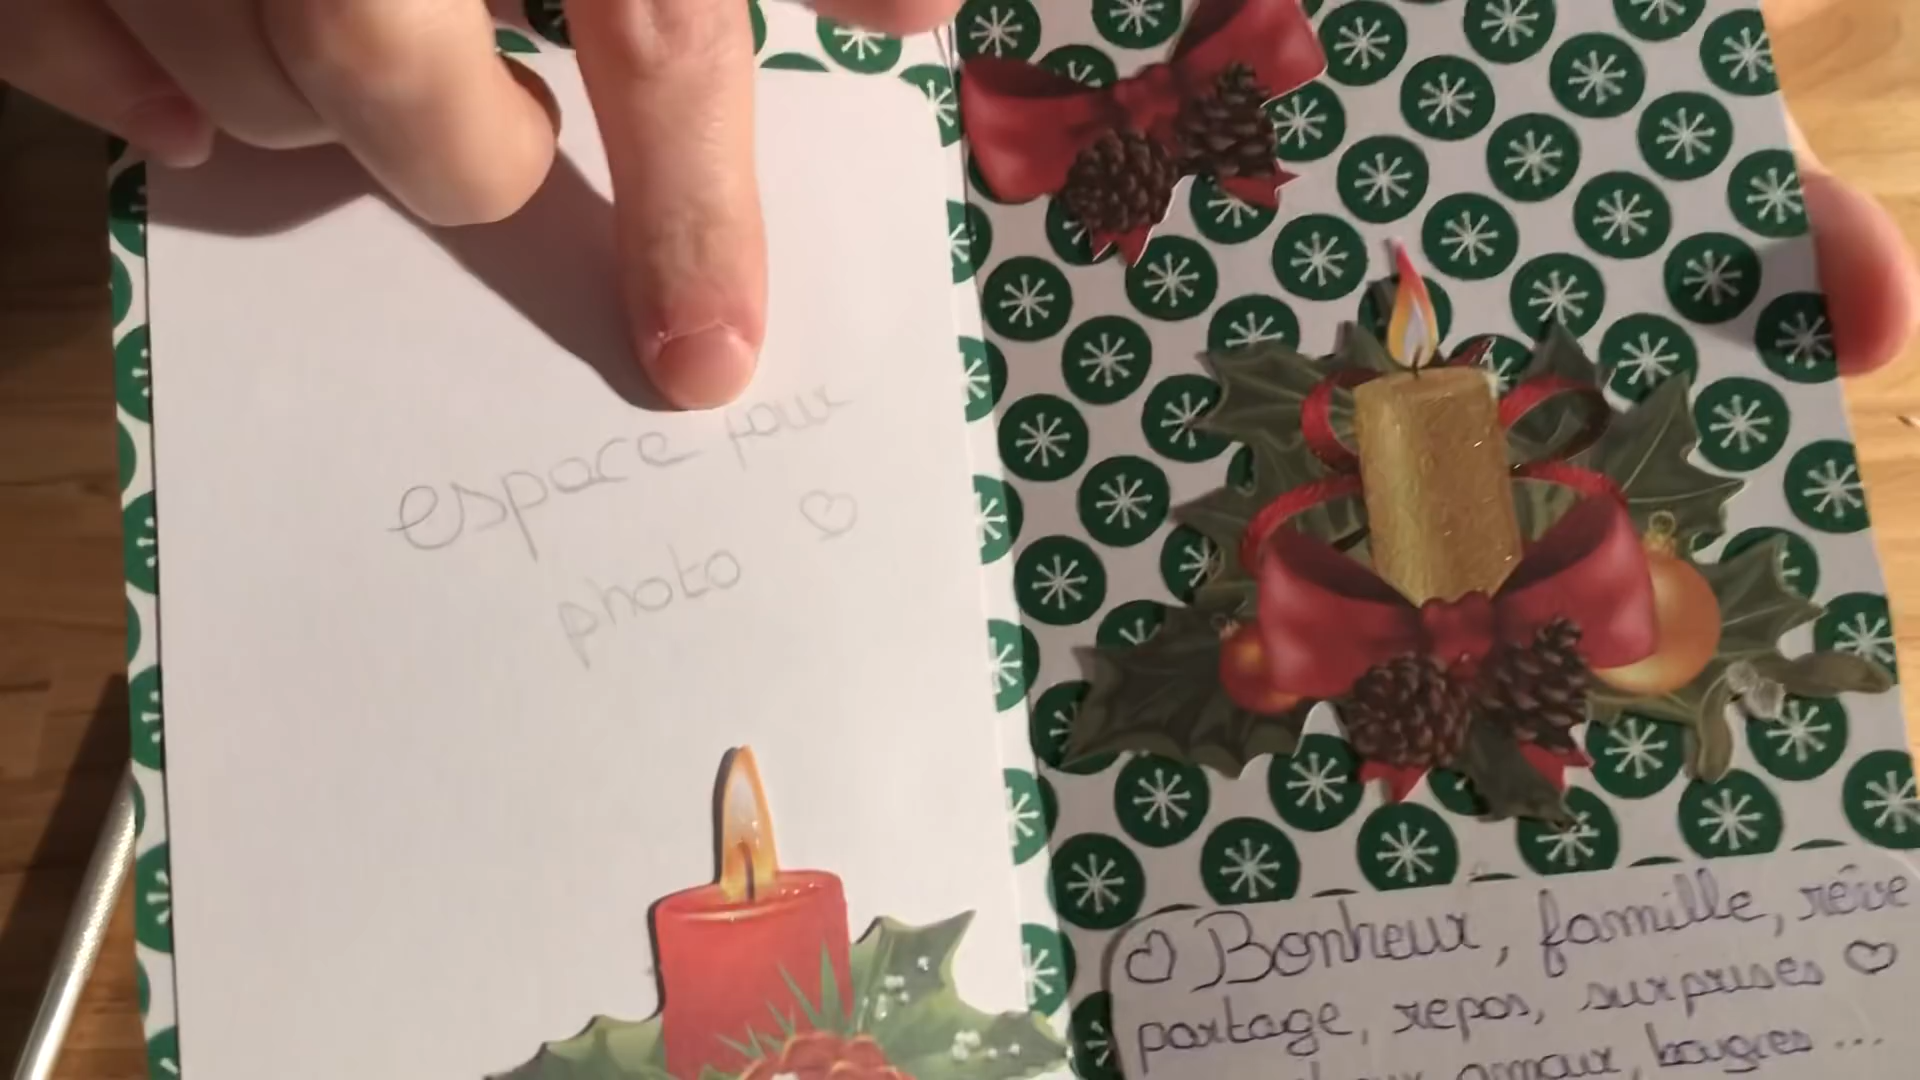 espace pour
photo ♡
♡ Bonheur, famille, rêve
partage, repos, surprises ♡
amour, bougies ...